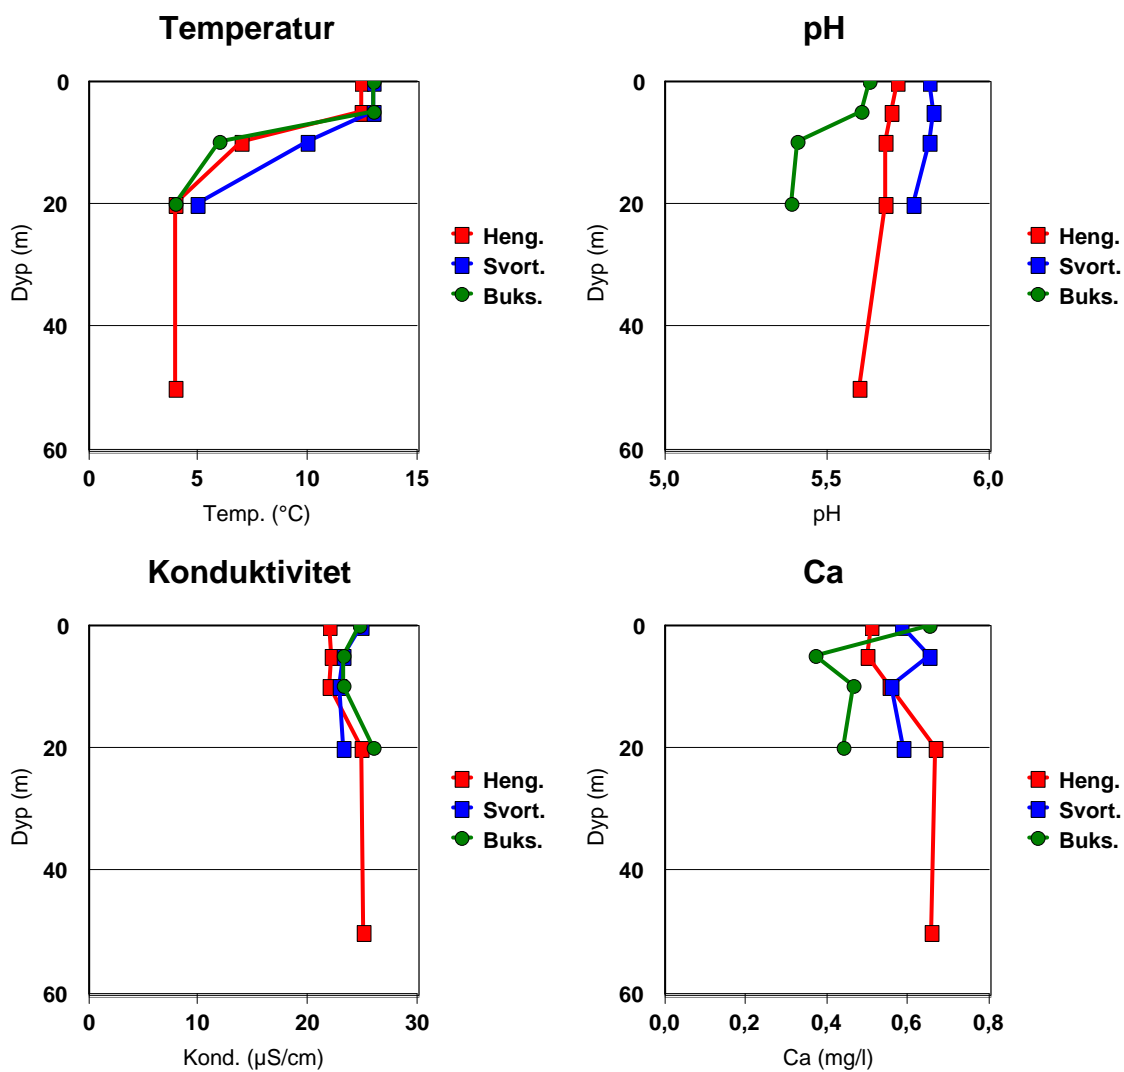 Temperatur
0
20
40
60
Dyp (m)
0
5
10
15
Temp. (°C)
Heng.
Svort.
Buks.
pH
0
20
40
60
Dyp (m)
5,0
5,5
6,0
pH
Heng.
Svort.
Buks.
Konduktivitet
0
20
40
60
Dyp (m)
0
10
20
30
Kond. (µS/cm)
Heng.
Svort.
Buks.
Ca
0
20
40
60
Dyp (m)
0,0
0,2
0,4
0,6
0,8
Ca (mg/l)
Heng.
Svort.
Buks.